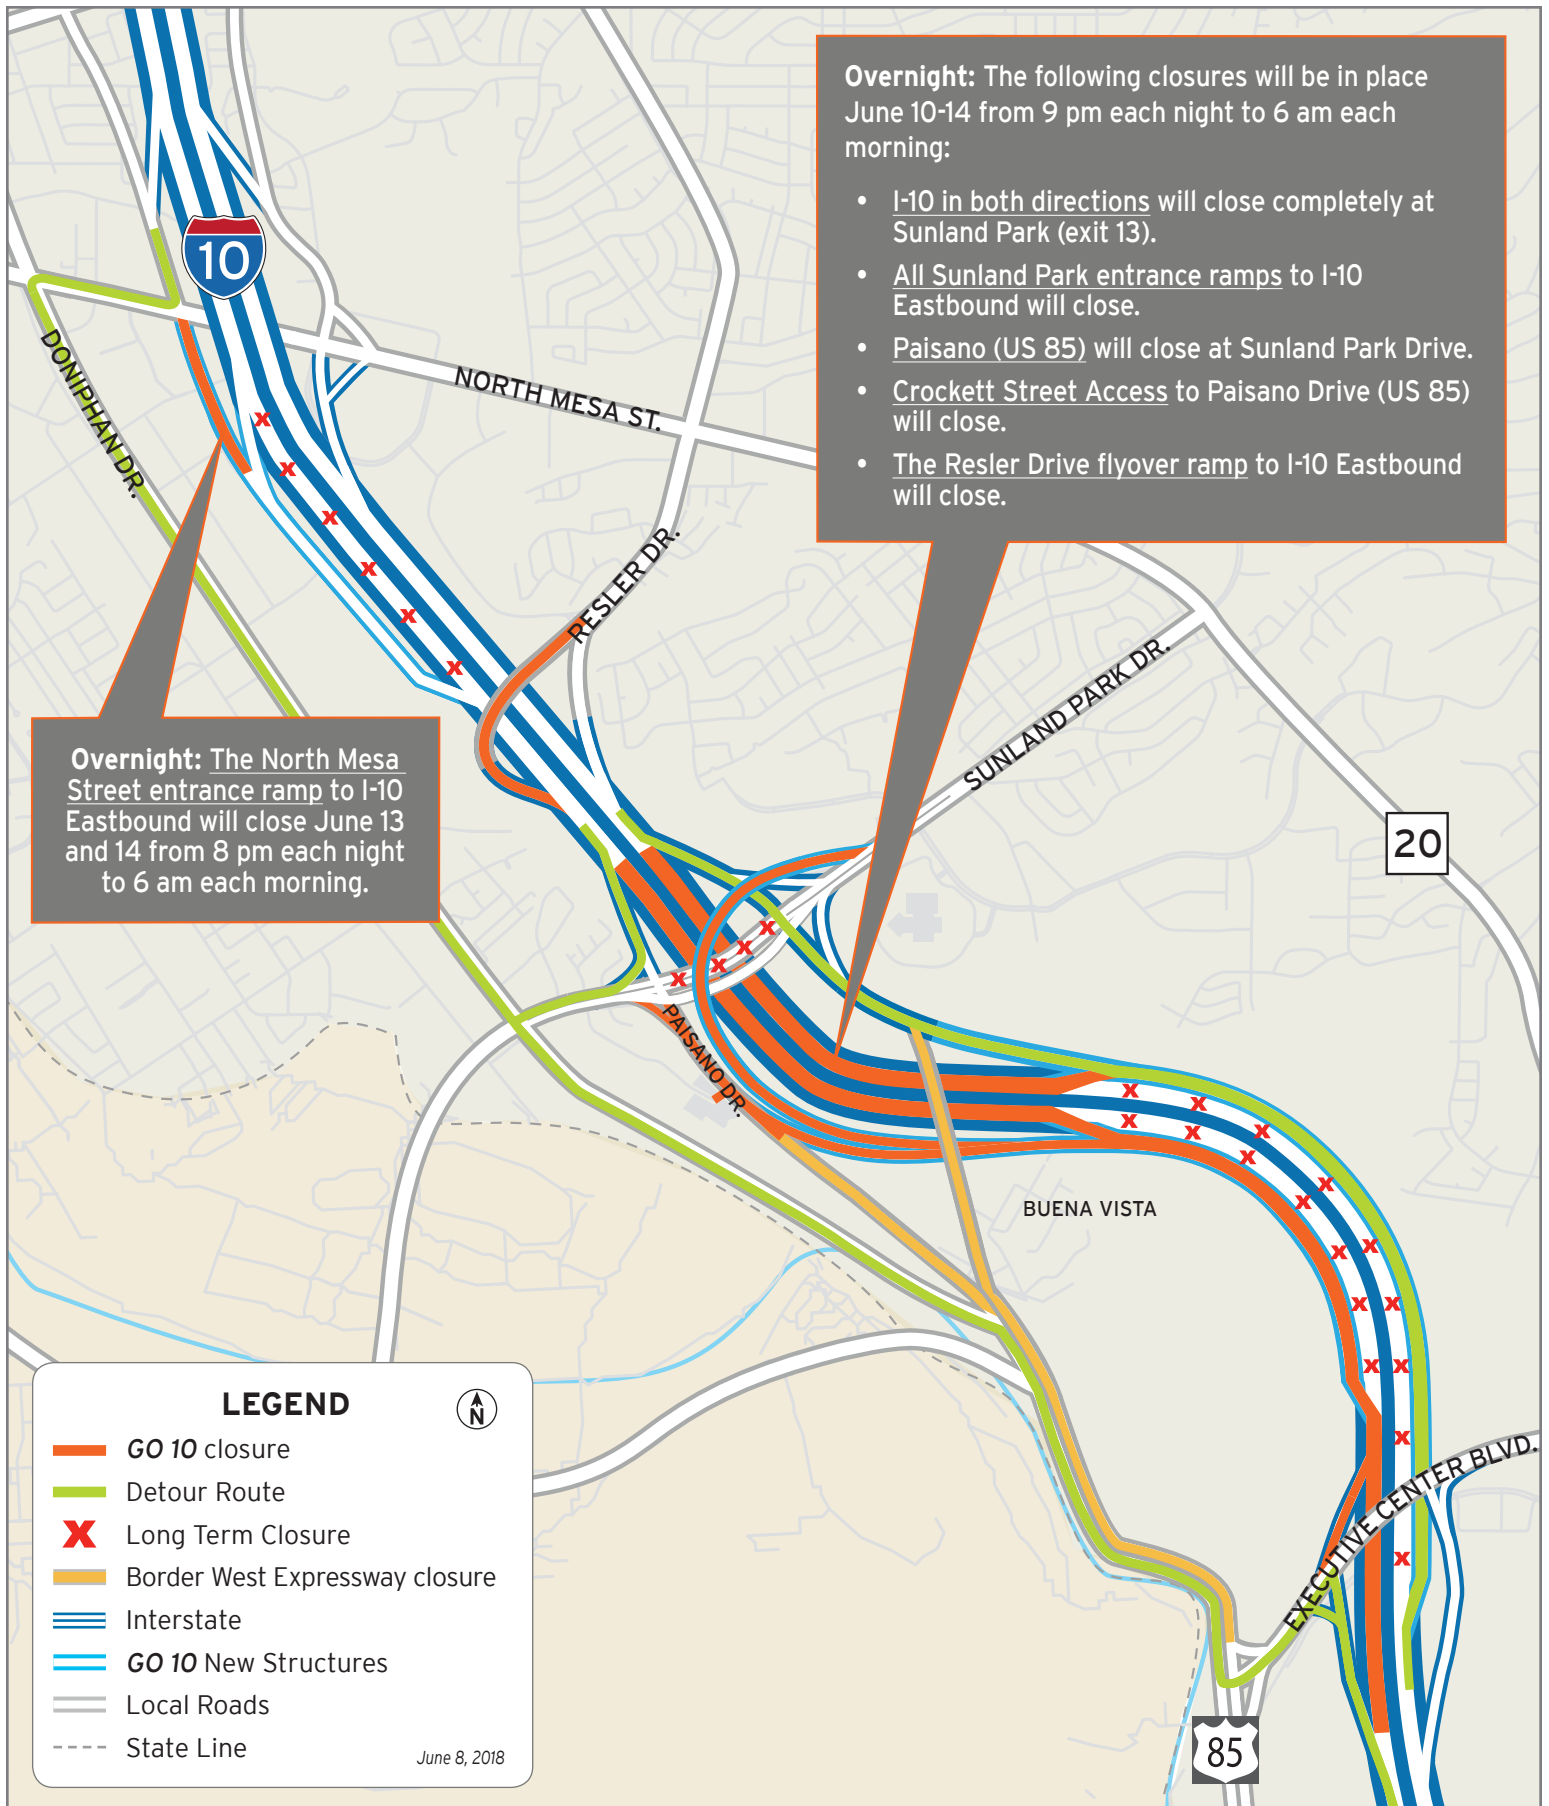 Overnight: The following closures will be in place
June 10-14 from 9 pm each night to 6 am each
morning:
• I-10 in both directions will close completely at
Sunland Park (exit 13).
• All Sunland Park entrance ramps to I-10
Eastbound will close.
• Paisano (US 85) will close at Sunland Park Drive.
• Crockett Street Access to Paisano Drive (US 85)
will close.
• The Resler Drive flyover ramp to I-10 Eastbound
will close.
10
DONIPHAN DR.
NORTH MESA ST.
RESLER DR.
SUNLAND PARK DR.
Overnight: The North Mesa
Street entrance ramp to I-10
Eastbound will close June 13
and 14 from 8 pm each night
to 6 am each morning.
20
PAISANO DR.
BUENA VISTA
EXECUTIVE CENTER BLVD.
85
LEGEND
N
GO 10 closure
Detour Route
X Long Term Closure
Border West Expressway closure
Interstate
GO 10 New Structures
Local Roads
State Line
June 8, 2018